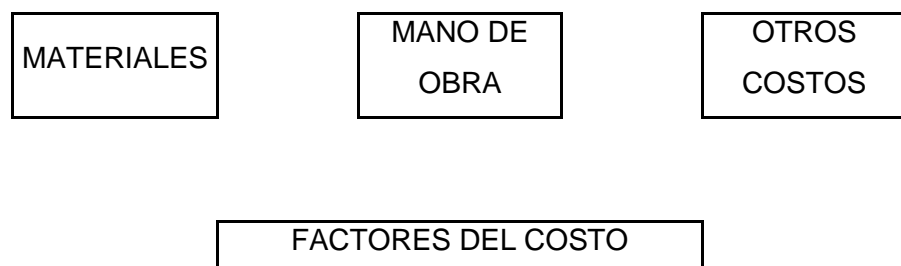 MATERIALES
MANO DE
OBRA
OTROS
COSTOS
FACTORES DEL COSTO